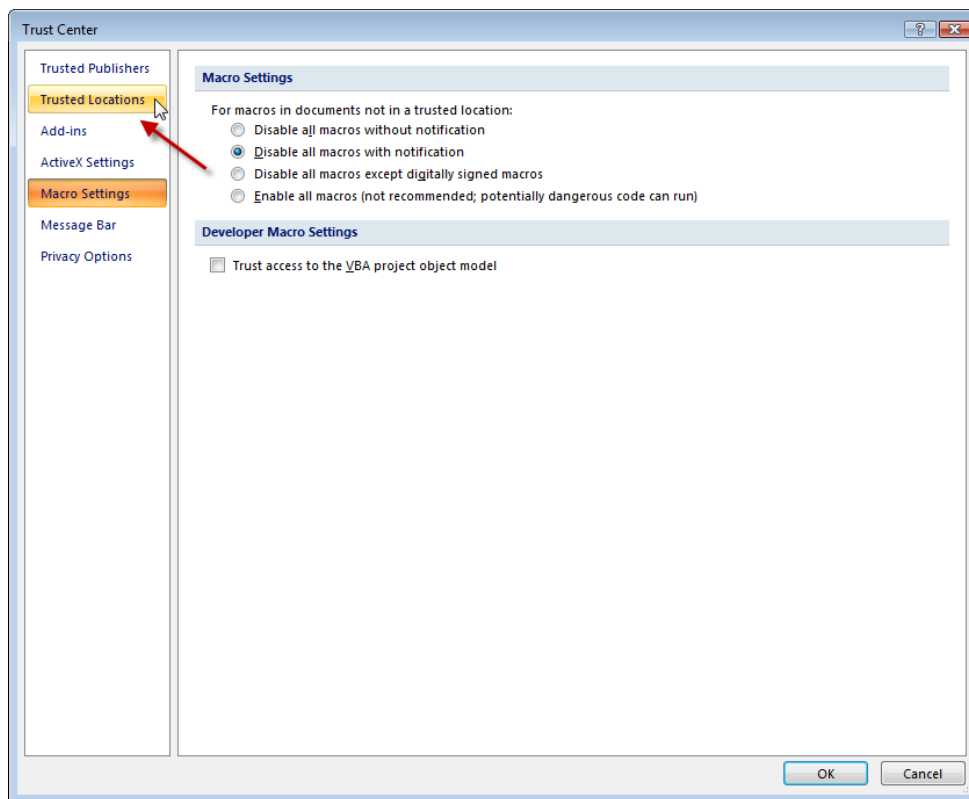 Trust Center
Trusted Publishers
Trusted Locations
Add-ins
ActiveX Settings
Macro Settings
Message Bar
Privacy Options
Macro Settings
For macros in documents not in a trusted location:
Disable all macros without notification
Disable all macros with notification
Disable all macros except digitally signed macros
Enable all macros (not recommended; potentially dangerous code can run)
Developer Macro Settings
Trust access to the VBA project object model
OK
Cancel